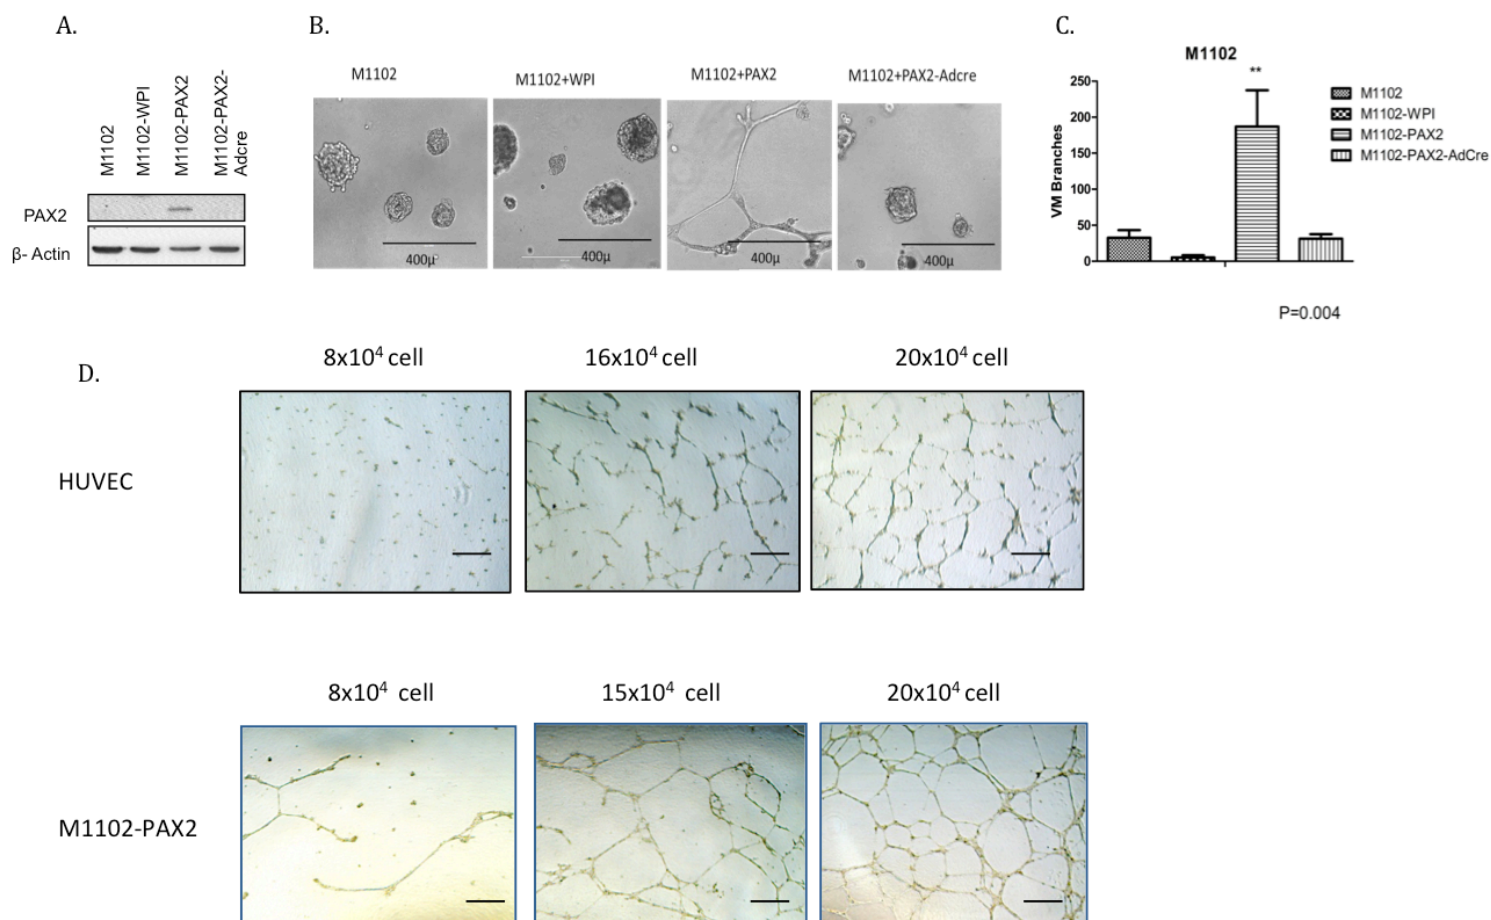 A.
M1102
M1102-WPI
M1102-PAX2
M1102-PAX2-
Adcre
PAX2
β- Actin
B.
M1102
M1102+WPI
M1102+PAX2
M1102+PAX2-Adcre
400µ
400µ
400µ
400µ
C.
M1102
**
VM Branches
250
200
150
100
50
0
M1102
M1102-WPI
M1102-PAX2
M1102-PAX2-AdCre
P=0.004
D.
8x10⁴ cell
16x10⁴ cell
20x10⁴ cell
HUVEC
8x10⁴ cell
15x10⁴ cell
20x10⁴ cell
M1102-PAX2